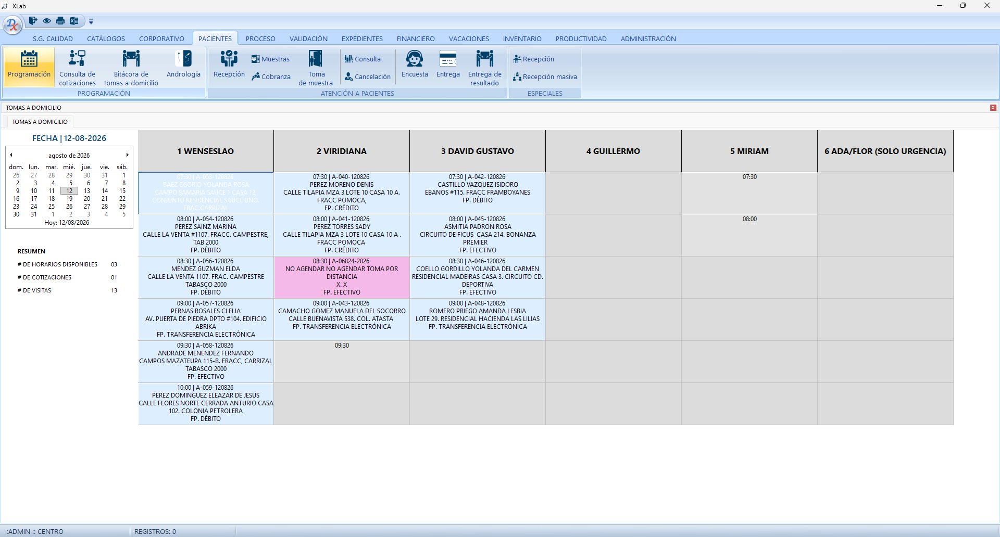 XLab
S.G. CALIDAD CATÁLOGOS CORPORATIVO PACIENTES PROCESO VALIDACIÓN EXPEDIENTES FINANCIERO VACACIONES INVENTARIO PRODUCTIVIDAD ADMINISTRACIÓN
Programación
Consulta de
cotizaciones
Bitácora de
tomas a domicilio
Andrología
PROGRAMACIÓN
Recepción
Muestras
Cobranza
Toma
de muestra
Consulta
Cancelación
Encuesta
Entrega
Entrega de
resultado
ATENCIÓN A PACIENTES
Recepción
Recepción masiva
ESPECIALES
TOMAS A DOMICILIO
TOMAS A DOMICILIO
FECHA | 12-08-2026
agosto de 2026
dom. lun. mar. mié. jue. vie. sáb.
26 27 28 29 30 31 1
2 3 4 5 6 7 8
9 10 11 12 13 14 15
16 17 18 19 20 21 22
23 24 25 26 27 28 29
30 31 1 2 3 4 5
Hoy: 12/08/2026
RESUMEN
# DE HORARIOS DISPONIBLES 03
# DE COTIZACIONES 01
# DE VISITAS 13
1 WENSESLAO
07:30 | A-053-120826
BAEZ OSORIO YOLANDA ROSA
CAMPO SAMARIA SAUCE 1 CASA 12,
CONJUNTO RESIDENCIAL SAUCE UNO.
FRAC.CARRIZAL
08:00 | A-054-120826
PEREZ SAINZ MARINA
CALLE LA VENTA #1107. FRACC. CAMPESTRE,
TAB 2000
FP. DÉBITO
08:30 | A-056-120826
MENDEZ GUZMAN ELDA
CALLE LA VENTA 1107. FRAC. CAMPESTRE
TABASCO 2000
FP. DÉBITO
09:00 | A-057-120826
PERNAS ROSALES CLELIA
AV. PUERTA DE PIEDRA DPTO #104. EDIFICIO
ABRIKA
FP. TRANSFERENCIA ELECTRÓNICA
09:30 | A-058-120826
ANDRADE MENENDEZ FERNANDO
CAMPOS MAZATEUPA 115-B. FRACC, CARRIZAL
TABASCO 2000
FP. EFECTIVO
10:00 | A-059-120826
PEREZ DOMINGUEZ ELEAZAR DE JESUS
CALLE FLORES NORTE CERRADA ANTURIO CASA
102. COLONIA PETROLERA
FP. DÉBITO
2 VIRIDIANA
07:30 | A-040-120826
PEREZ MORENO DENIS
CALLE TILAPIA MZA 3 LOTE 10 CASA 10 A.
FRACC POMOCA,
FP. CRÉDITO
08:00 | A-041-120826
PEREZ TORRES SADY
CALLE TILAPIA MZA 3 LOTE 10 CASA 10 A .
FRACC POMOCA
FP. CRÉDITO
08:30 | A-06824-2026
NO AGENDAR NO AGENDAR TOMA POR
DISTANCIA
X. X
FP. EFECTIVO
09:00 | A-043-120826
CAMACHO GOMEZ MANUELA DEL SOCORRO
CALLE BUENAVISTA 538. COL. ATASTA
FP. TRANSFERENCIA ELECTRÓNICA
09:30
3 DAVID GUSTAVO
07:30 | A-042-120826
CASTILLO VAZQUEZ ISIDORO
EBANOS #115. FRACC FRAMBOYANES
FP. DÉBITO
08:00 | A-045-120826
ASMITIA PADRON ROSA
CIRCUITO DE FICUS CASA 214. BONANZA
PREMIER
FP. EFECTIVO
08:30 | A-046-120826
COELLO GORDILLO YOLANDA DEL CARMEN
RESIDENCIAL MADEIRAS CASA 3. CIRCUITO CD.
DEPORTIVA
FP. EFECTIVO
09:00 | A-048-120826
ROMERO PRIEGO AMANDA LESBIA
LOTE 29. RESIDENCIAL HACIENDA LAS LILIAS
FP. TRANSFERENCIA ELECTRÓNICA
4 GUILLERMO
5 MIRIAM
07:30
08:00
6 ADA/FLOR (SOLO URGENCIA)
:ADMIN :: CENTRO
REGISTROS: 0